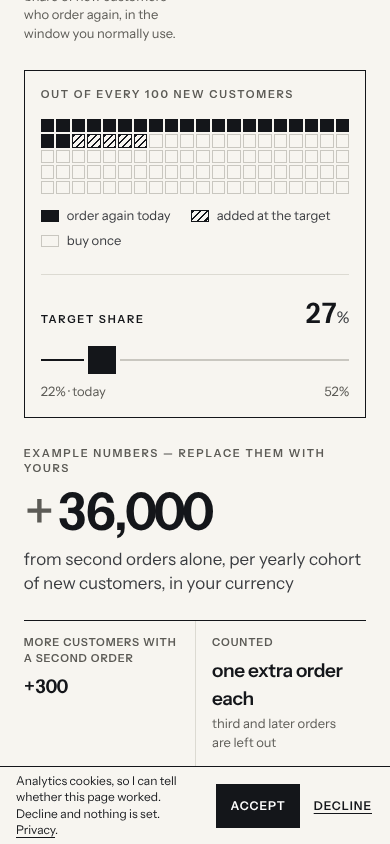 who order again, in the
window you normally use.
OUT OF EVERY 100 NEW CUSTOMERS
order again today
added at the target
buy once
TARGET SHARE
27%
22% · today
52%
EXAMPLE NUMBERS — REPLACE THEM WITH
YOURS
+36,000
from second orders alone, per yearly cohort
of new customers, in your currency
MORE CUSTOMERS WITH
A SECOND ORDER
+300
COUNTED
one extra order
each
third and later orders
are left out
Analytics cookies, so I can tell
whether this page worked.
Decline and nothing is set.
Privacy.
ACCEPT
DECLINE